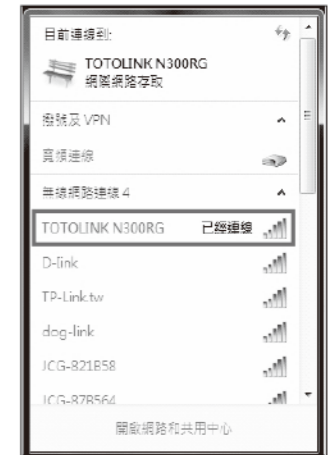 目前連線到:
TOTOLINK N300RG
網際網路存取
撥號及 VPN
寬頻連線
無線網路連線 4
TOTOLINK N300RG 已經連線
D-link
TP-Link.tw
dog-link
JCG-821B58
JCG-87B564
開啟網路和共用中心